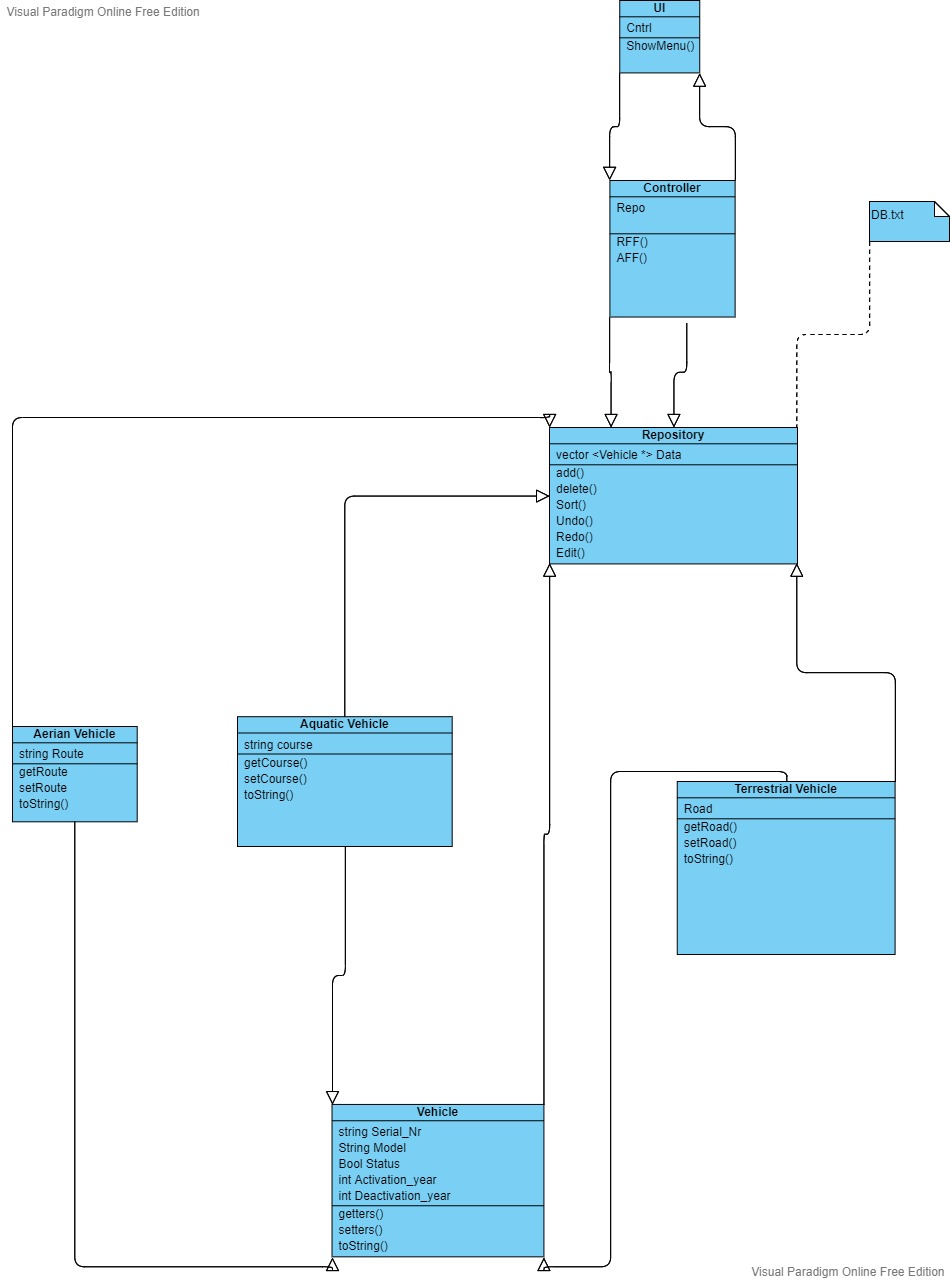 Visual Paradigm Online Free Edition
UI
Cntrl
ShowMenu()
Controller
Repo
RFF()
AFF()
DB.txt
Repository
vector <Vehicle *> Data
add()
delete()
Sort()
Undo()
Redo()
Edit()
Aerian Vehicle
string Route
getRoute
setRoute
toString()
Aquatic Vehicle
string course
getCourse()
setCourse()
toString()
Terrestrial Vehicle
Road
getRoad()
setRoad()
toString()
Vehicle
string Serial_Nr
String Model
Bool Status
int Activation_year
int Deactivation_year
getters()
setters()
toString()
Visual Paradigm Online Free Edition